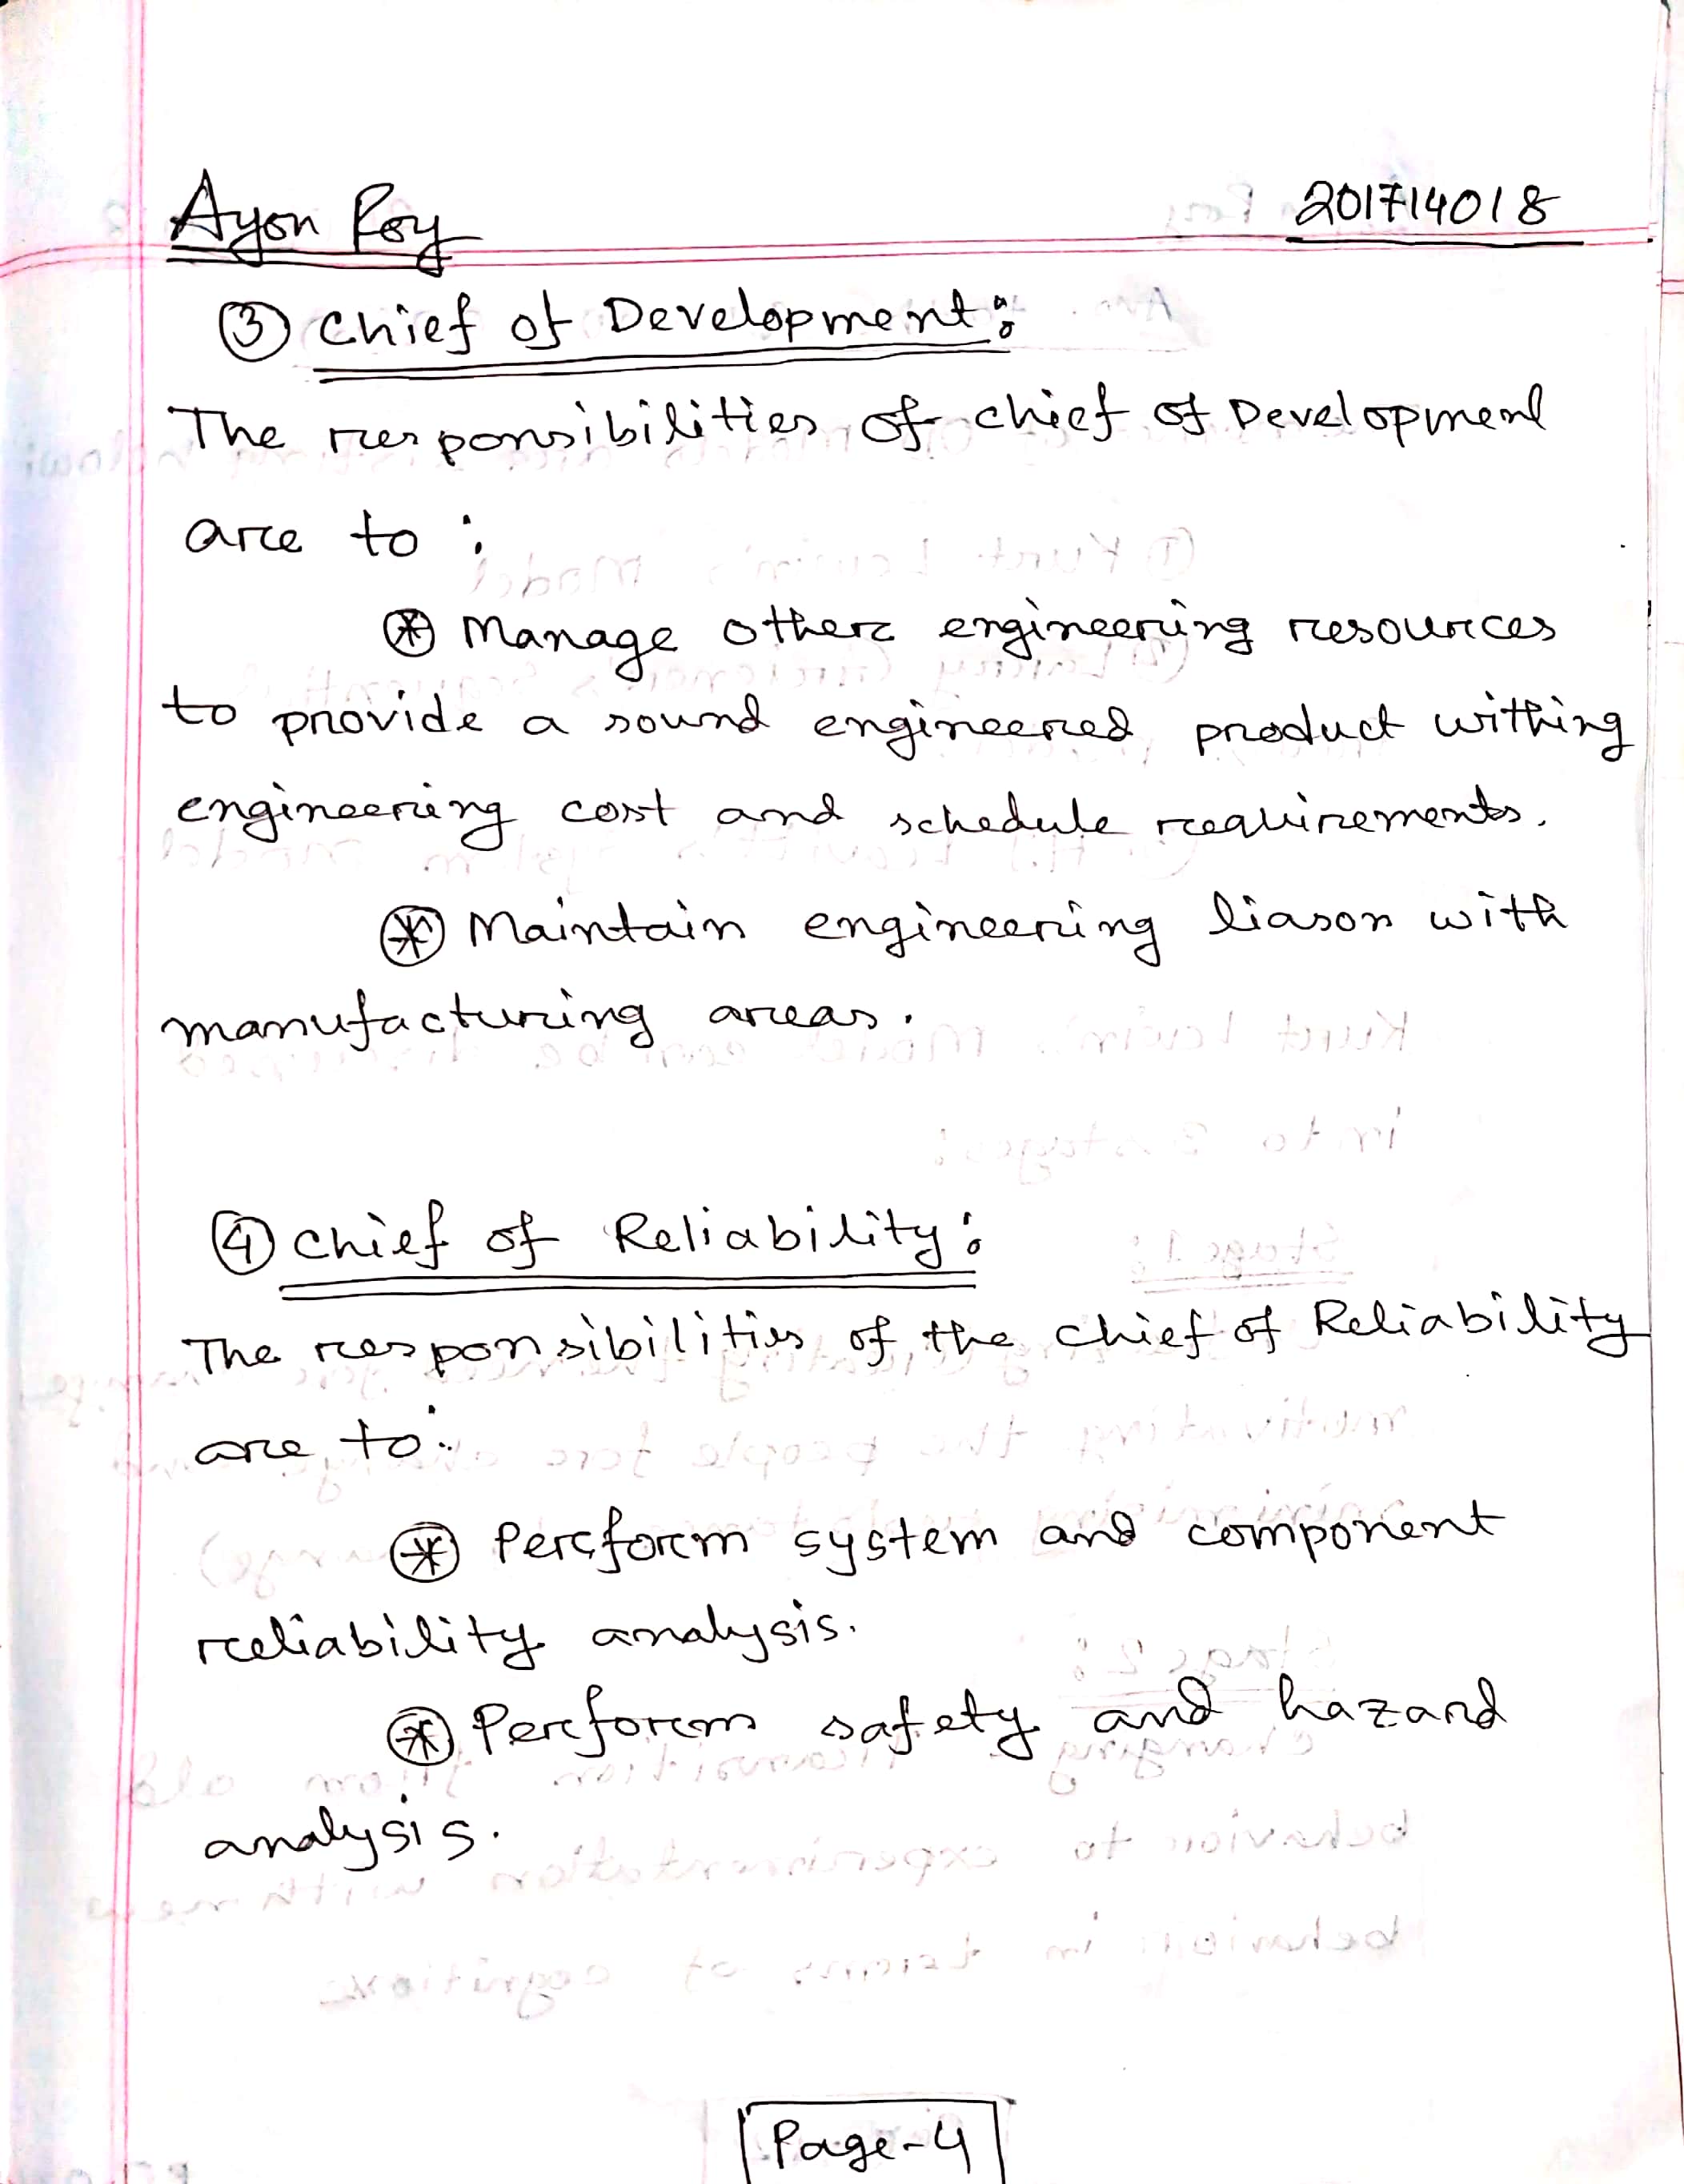 Ayon Roy 201714018
③ Chief of Development:
The responsibilities of chief of Development
are to:
⊛ Manage other engineering resources
to provide a sound engineered product withing
engineering cost and schedule requirements.
⊛ Maintain engineering liason with
manufacturing areas.
④ Chief of Reliability:
The responsibilities of the chief of Reliability
are to:
⊛ Perform system and component
reliability analysis.
⊛ Perform safety and hazard
analysis.
Page-4